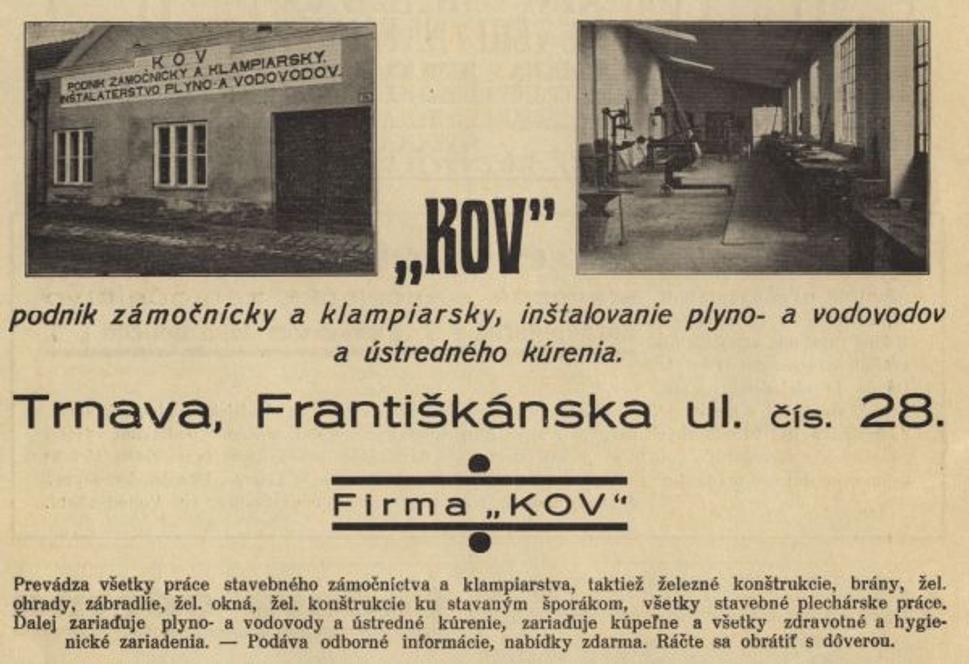 KOV
PODNIK ZÁMOČNICKY A KLAMPIARSKY.
INŠTALATERSTVO PLYNO-A VODOVODOV.
„KOV”
podnik zámočnícky a klampiarsky, inštalovanie plyno- a vodovodov
a ústredného kúrenia.
Trnava, Františkánska ul. čís. 28.
Firma „KOV“
Prevádza všetky práce stavebného zámočníctva a klampiarstva, taktiež železné konštrukcie, brány, žel.
ohrady, zábradlie, žel. okná, žel. konštrukcie ku stavaným šporákom, všetky stavebné plechárske práce.
Ďalej zariaďuje plyno- a vodovody a ústredné kúrenie, zariaďuje kúpeľne a všetky zdravotné a hygie-
nické zariadenia. — Podáva odborné informácie, nabídky zdarma. Ráčte sa obrátiť s dôverou.